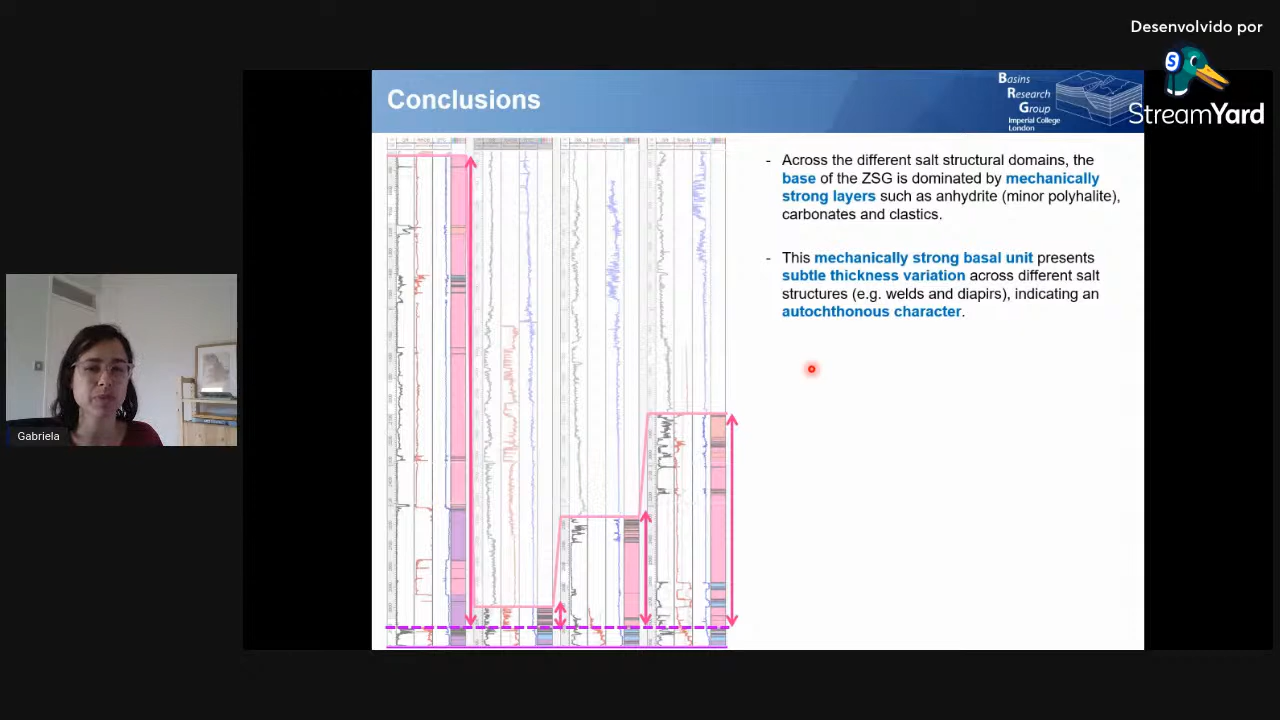 Desenvolvido por
StreamYard
Conclusions
Basins
Research
Group
Imperial College
London
- Across the different salt structural domains, the
base of the ZSG is dominated by mechanically
strong layers such as anhydrite (minor polyhalite),
carbonates and clastics.
- This mechanically strong basal unit presents
subtle thickness variation across different salt
structures (e.g. welds and diapirs), indicating an
autochthonous character.
Gabriela